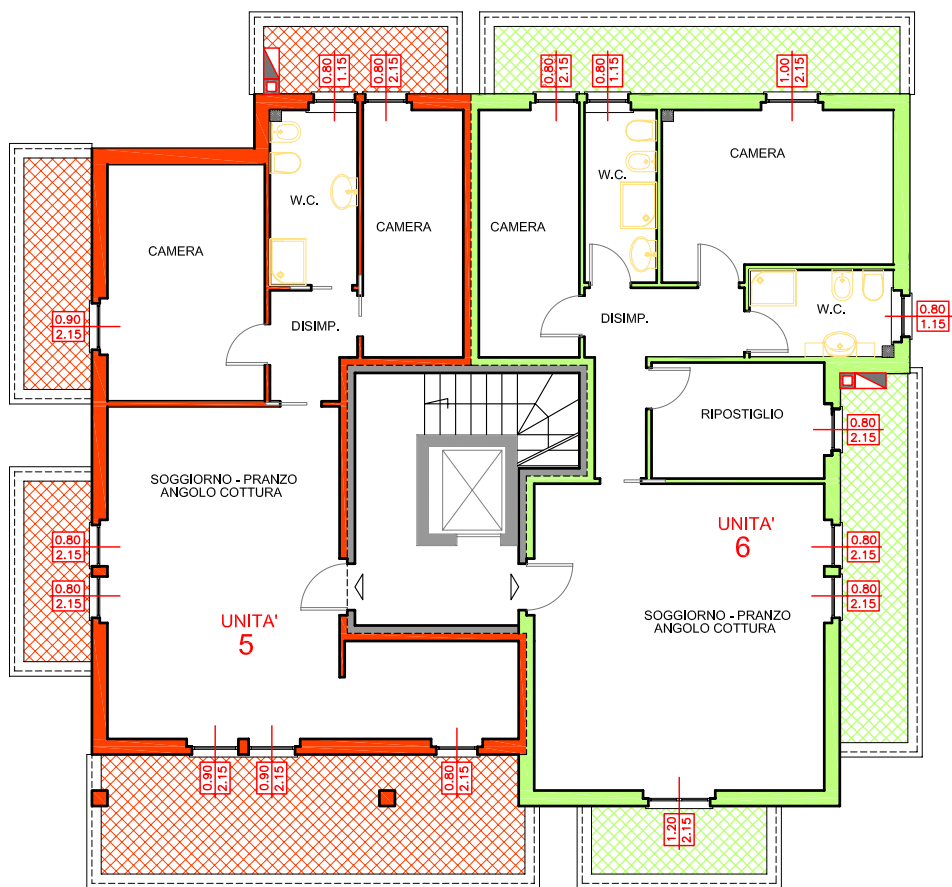 0.80
1.15
0.80
2.15
0.80
2.15
0.80
1.15
1.00
2.15
CAMERA
W.C.
CAMERA
CAMERA
W.C.
CAMERA
0.90
2.15
DISIMP.
DISIMP.
W.C.
0.80
1.15
RIPOSTIGLIO
0.80
2.15
SOGGIORNO - PRANZO
ANGOLO COTTURA
0.80
2.15
0.80
2.15
UNITA'
5
UNITA'
6
0.80
2.15
0.80
2.15
SOGGIORNO - PRANZO
ANGOLO COTTURA
0.90
2.15
0.90
2.15
0.80
2.15
1.20
2.15